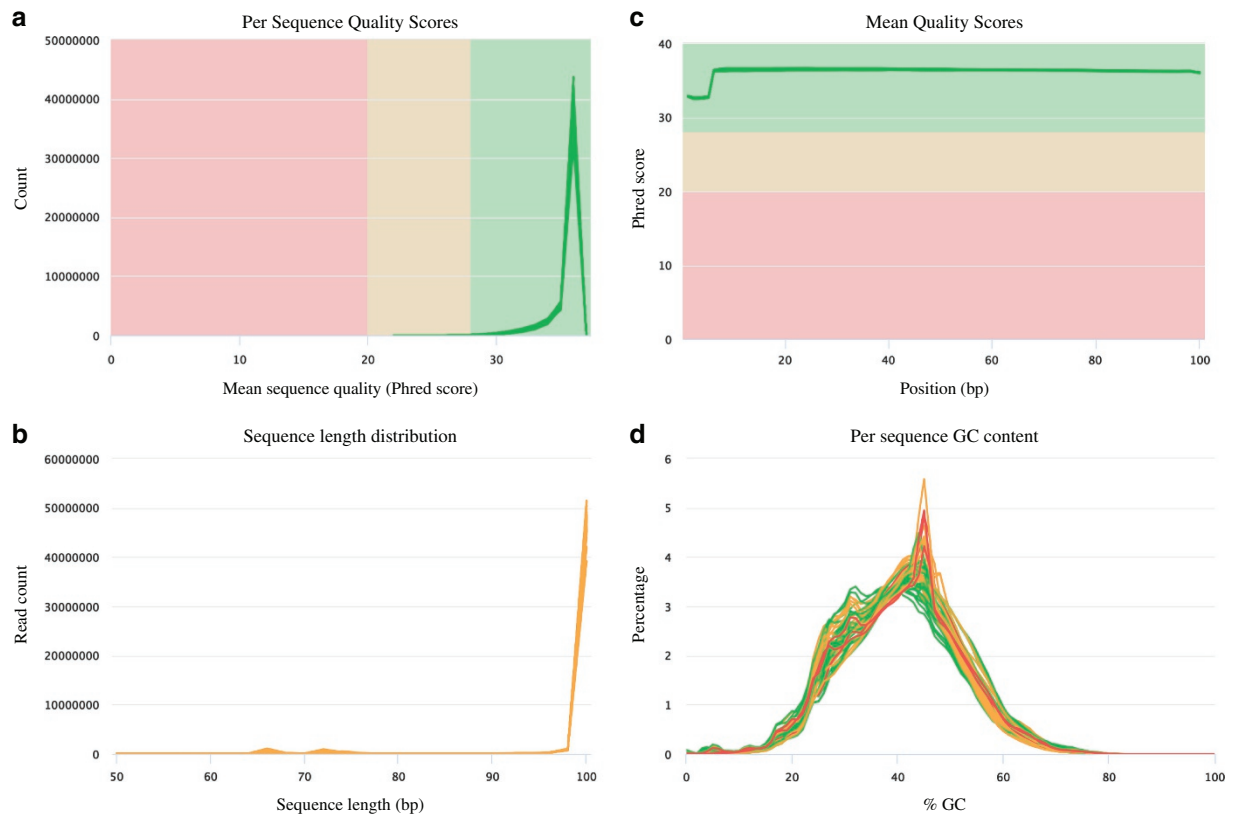 a
Per Sequence Quality Scores
50000000
40000000
30000000
20000000
10000000
0
Count
0 10 20 30
Mean sequence quality (Phred score)
c
Mean Quality Scores
40
30
20
10
0
Phred score
20 40 60 80 100
Position (bp)
b
Sequence length distribution
60000000
50000000
40000000
30000000
20000000
10000000
0
Read count
50 60 70 80 90 100
Sequence length (bp)
d
Per sequence GC content
6
5
4
3
2
1
0
Percentage
0 20 40 60 80 100
% GC